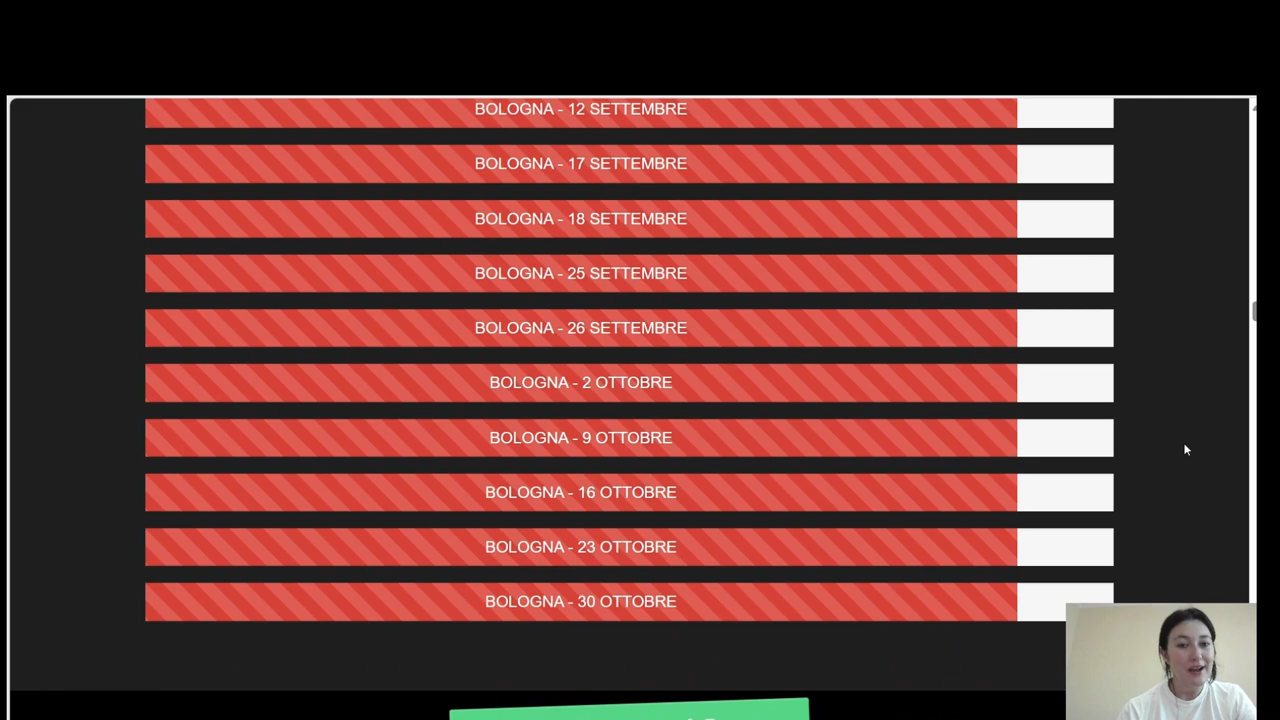 BOLOGNA - 12 SETTEMBRE
BOLOGNA - 17 SETTEMBRE
BOLOGNA - 18 SETTEMBRE
BOLOGNA - 25 SETTEMBRE
BOLOGNA - 26 SETTEMBRE
BOLOGNA - 2 OTTOBRE
BOLOGNA - 9 OTTOBRE
BOLOGNA - 16 OTTOBRE
BOLOGNA - 23 OTTOBRE
BOLOGNA - 30 OTTOBRE